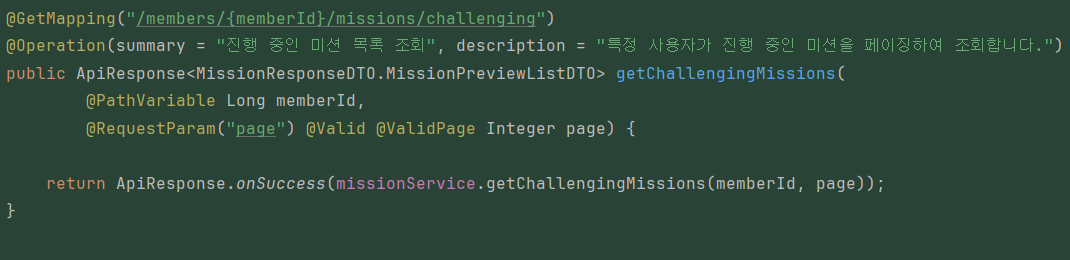 @GetMapping("/members/{memberId}/missions/challenging")
@Operation(summary = "진행 중인 미션 목록 조회", description = "특정 사용자가 진행 중인 미션을 페이징하여 조회합니다.")
public ApiResponse<MissionResponseDTO.MissionPreviewListDTO> getChallengingMissions(
@PathVariable Long memberId,
@RequestParam("page") @Valid @ValidPage Integer page) {
return ApiResponse.onSuccess(missionService.getChallengingMissions(memberId, page));
}